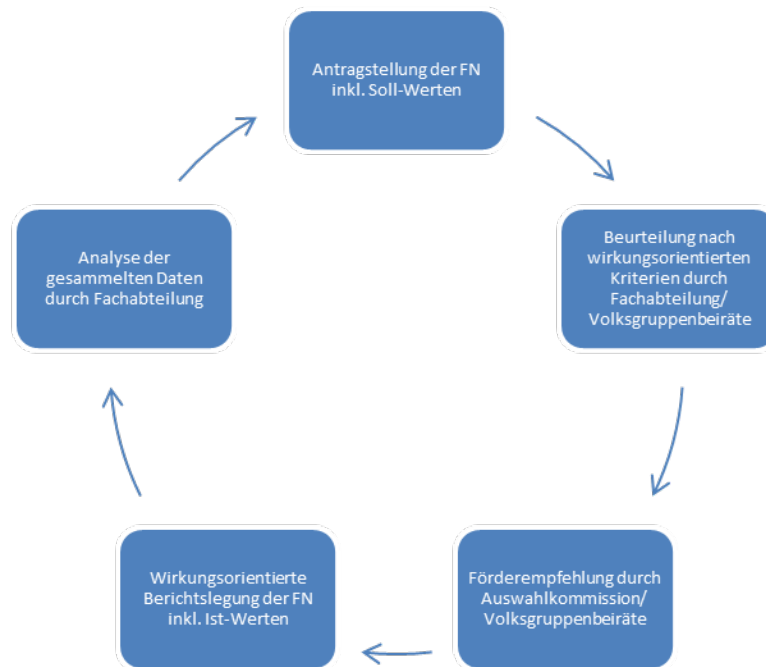 Antragstellung der FN
inkl. Soll-Werten
Beurteilung nach
wirkungsorientierten
Kriterien durch
Fachabteilung/
Volksgruppenbeiräte
Förderempfehlung durch
Auswahlkommission/
Volksgruppenbeiräte
Wirkungsorientierte
Berichtslegung der FN
inkl. Ist-Werten
Analyse der
gesammelten Daten
durch Fachabteilung